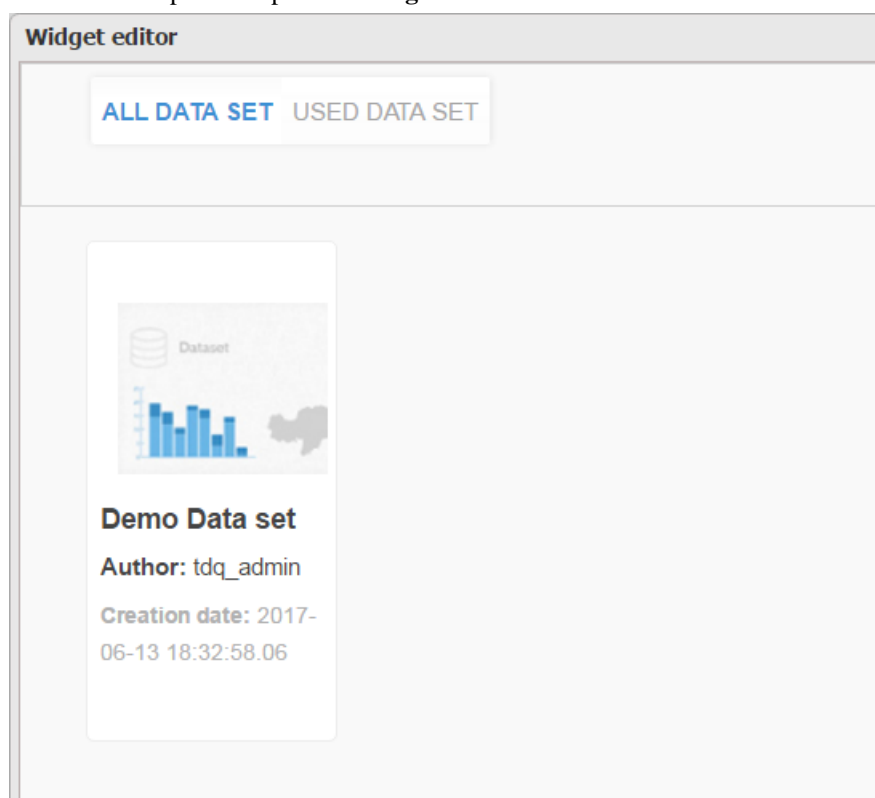 Widget editor
ALL DATA SET USED DATA SET
Dataset
Demo Data set
Author: tdq_admin
Creation date: 2017-
06-13 18:32:58.06